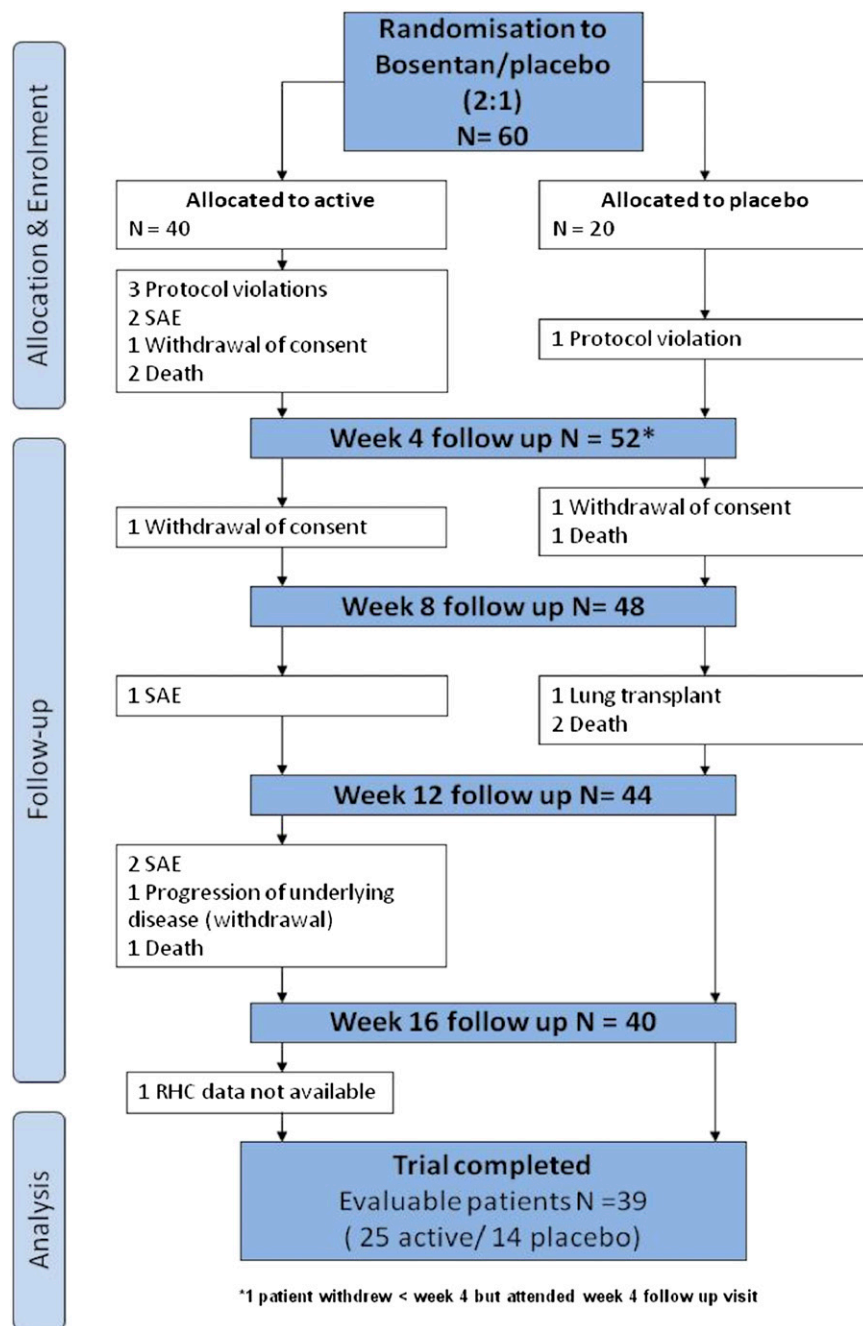 Randomisation to
Bosentan/placebo
(2:1)
N= 60
Allocation & Enrolment
Allocated to active
N = 40
Allocated to placebo
N = 20
3 Protocol violations
2 SAE
1 Withdrawal of consent
2 Death
1 Protocol violation
Week 4 follow up N = 52*
Follow-up
1 Withdrawal of consent
1 Withdrawal of consent
1 Death
Week 8 follow up N= 48
1 SAE
1 Lung transplant
2 Death
Week 12 follow up N= 44
2 SAE
1 Progression of underlying
disease (withdrawal)
1 Death
Week 16 follow up N = 40
1 RHC data not available
Analysis
Trial completed
Evaluable patients N =39
( 25 active/ 14 placebo)
*1 patient withdrew < week 4 but attended week 4 follow up visit